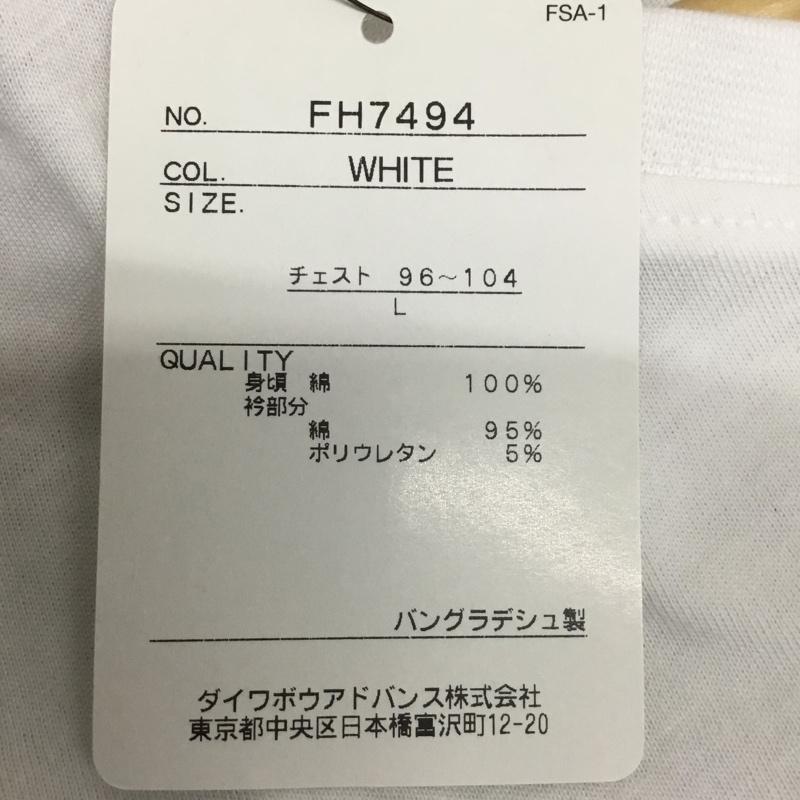 FSA-1
NO. FH7494
COL. WHITE
SIZE.
チェスト 96～104
L
QUALITY
身頃 綿 100%
衿部分
綿 95%
ポリウレタン 5%
バングラデシュ製
ダイワボウアドバンス株式会社
東京都中央区日本橋富沢町12-20